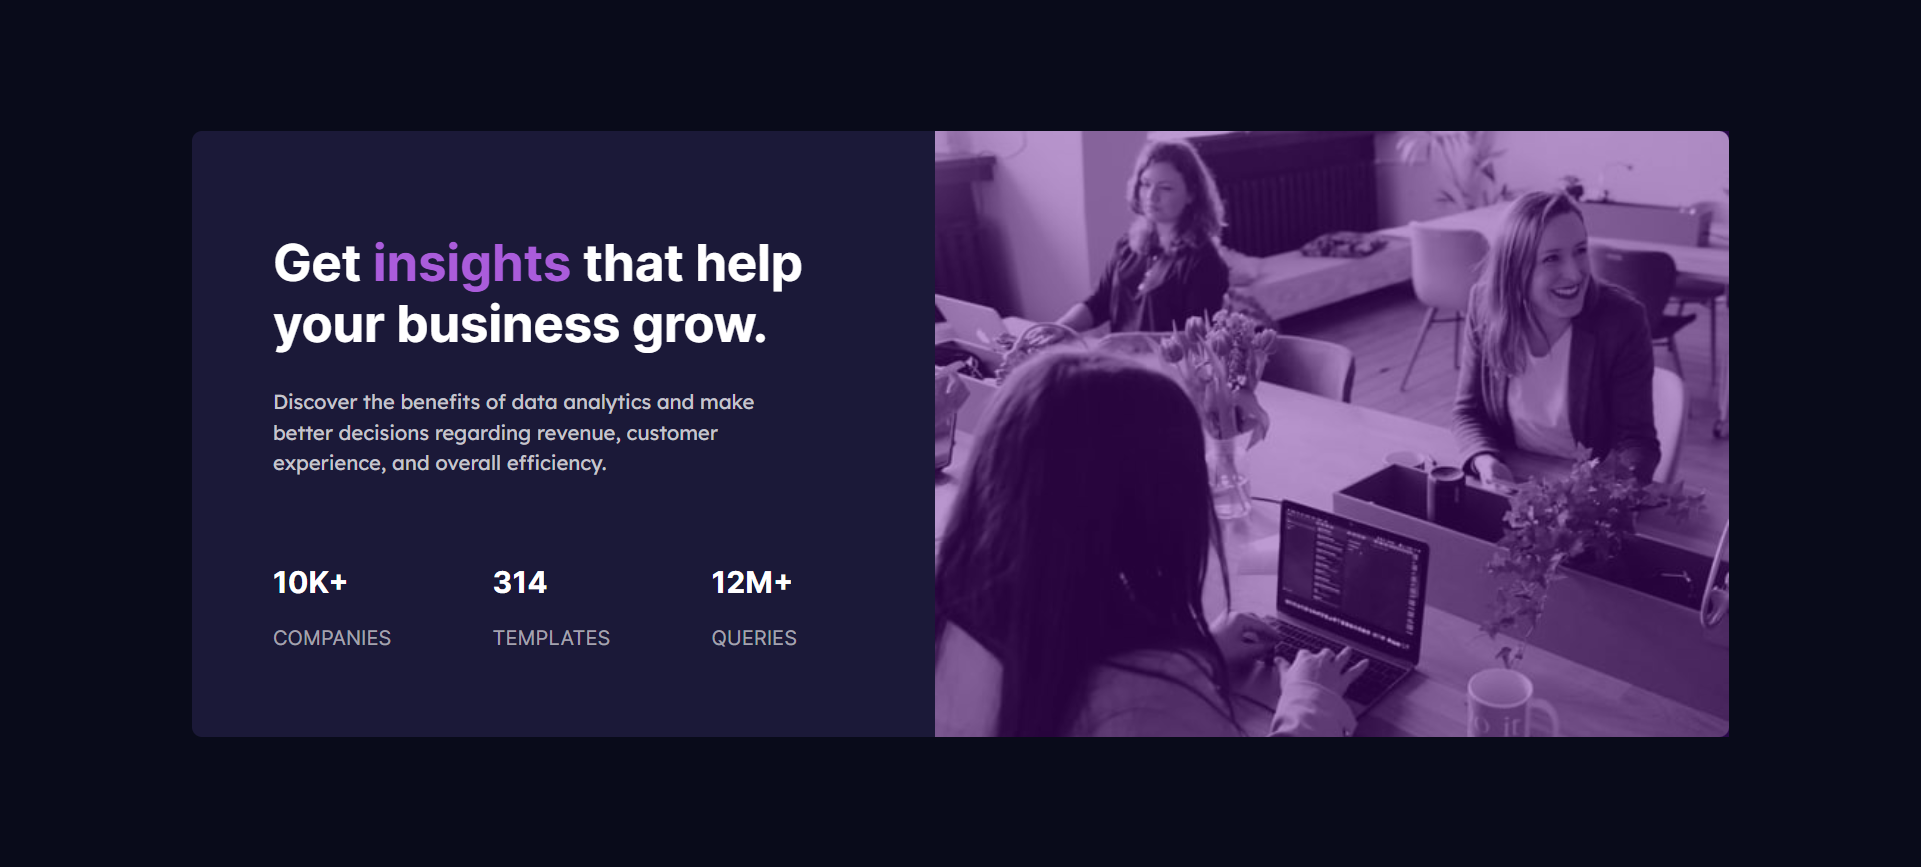 Get insights that help
your business grow.
Discover the benefits of data analytics and make
better decisions regarding revenue, customer
experience, and overall efficiency.
10K+ 314 12M+
COMPANIES TEMPLATES QUERIES